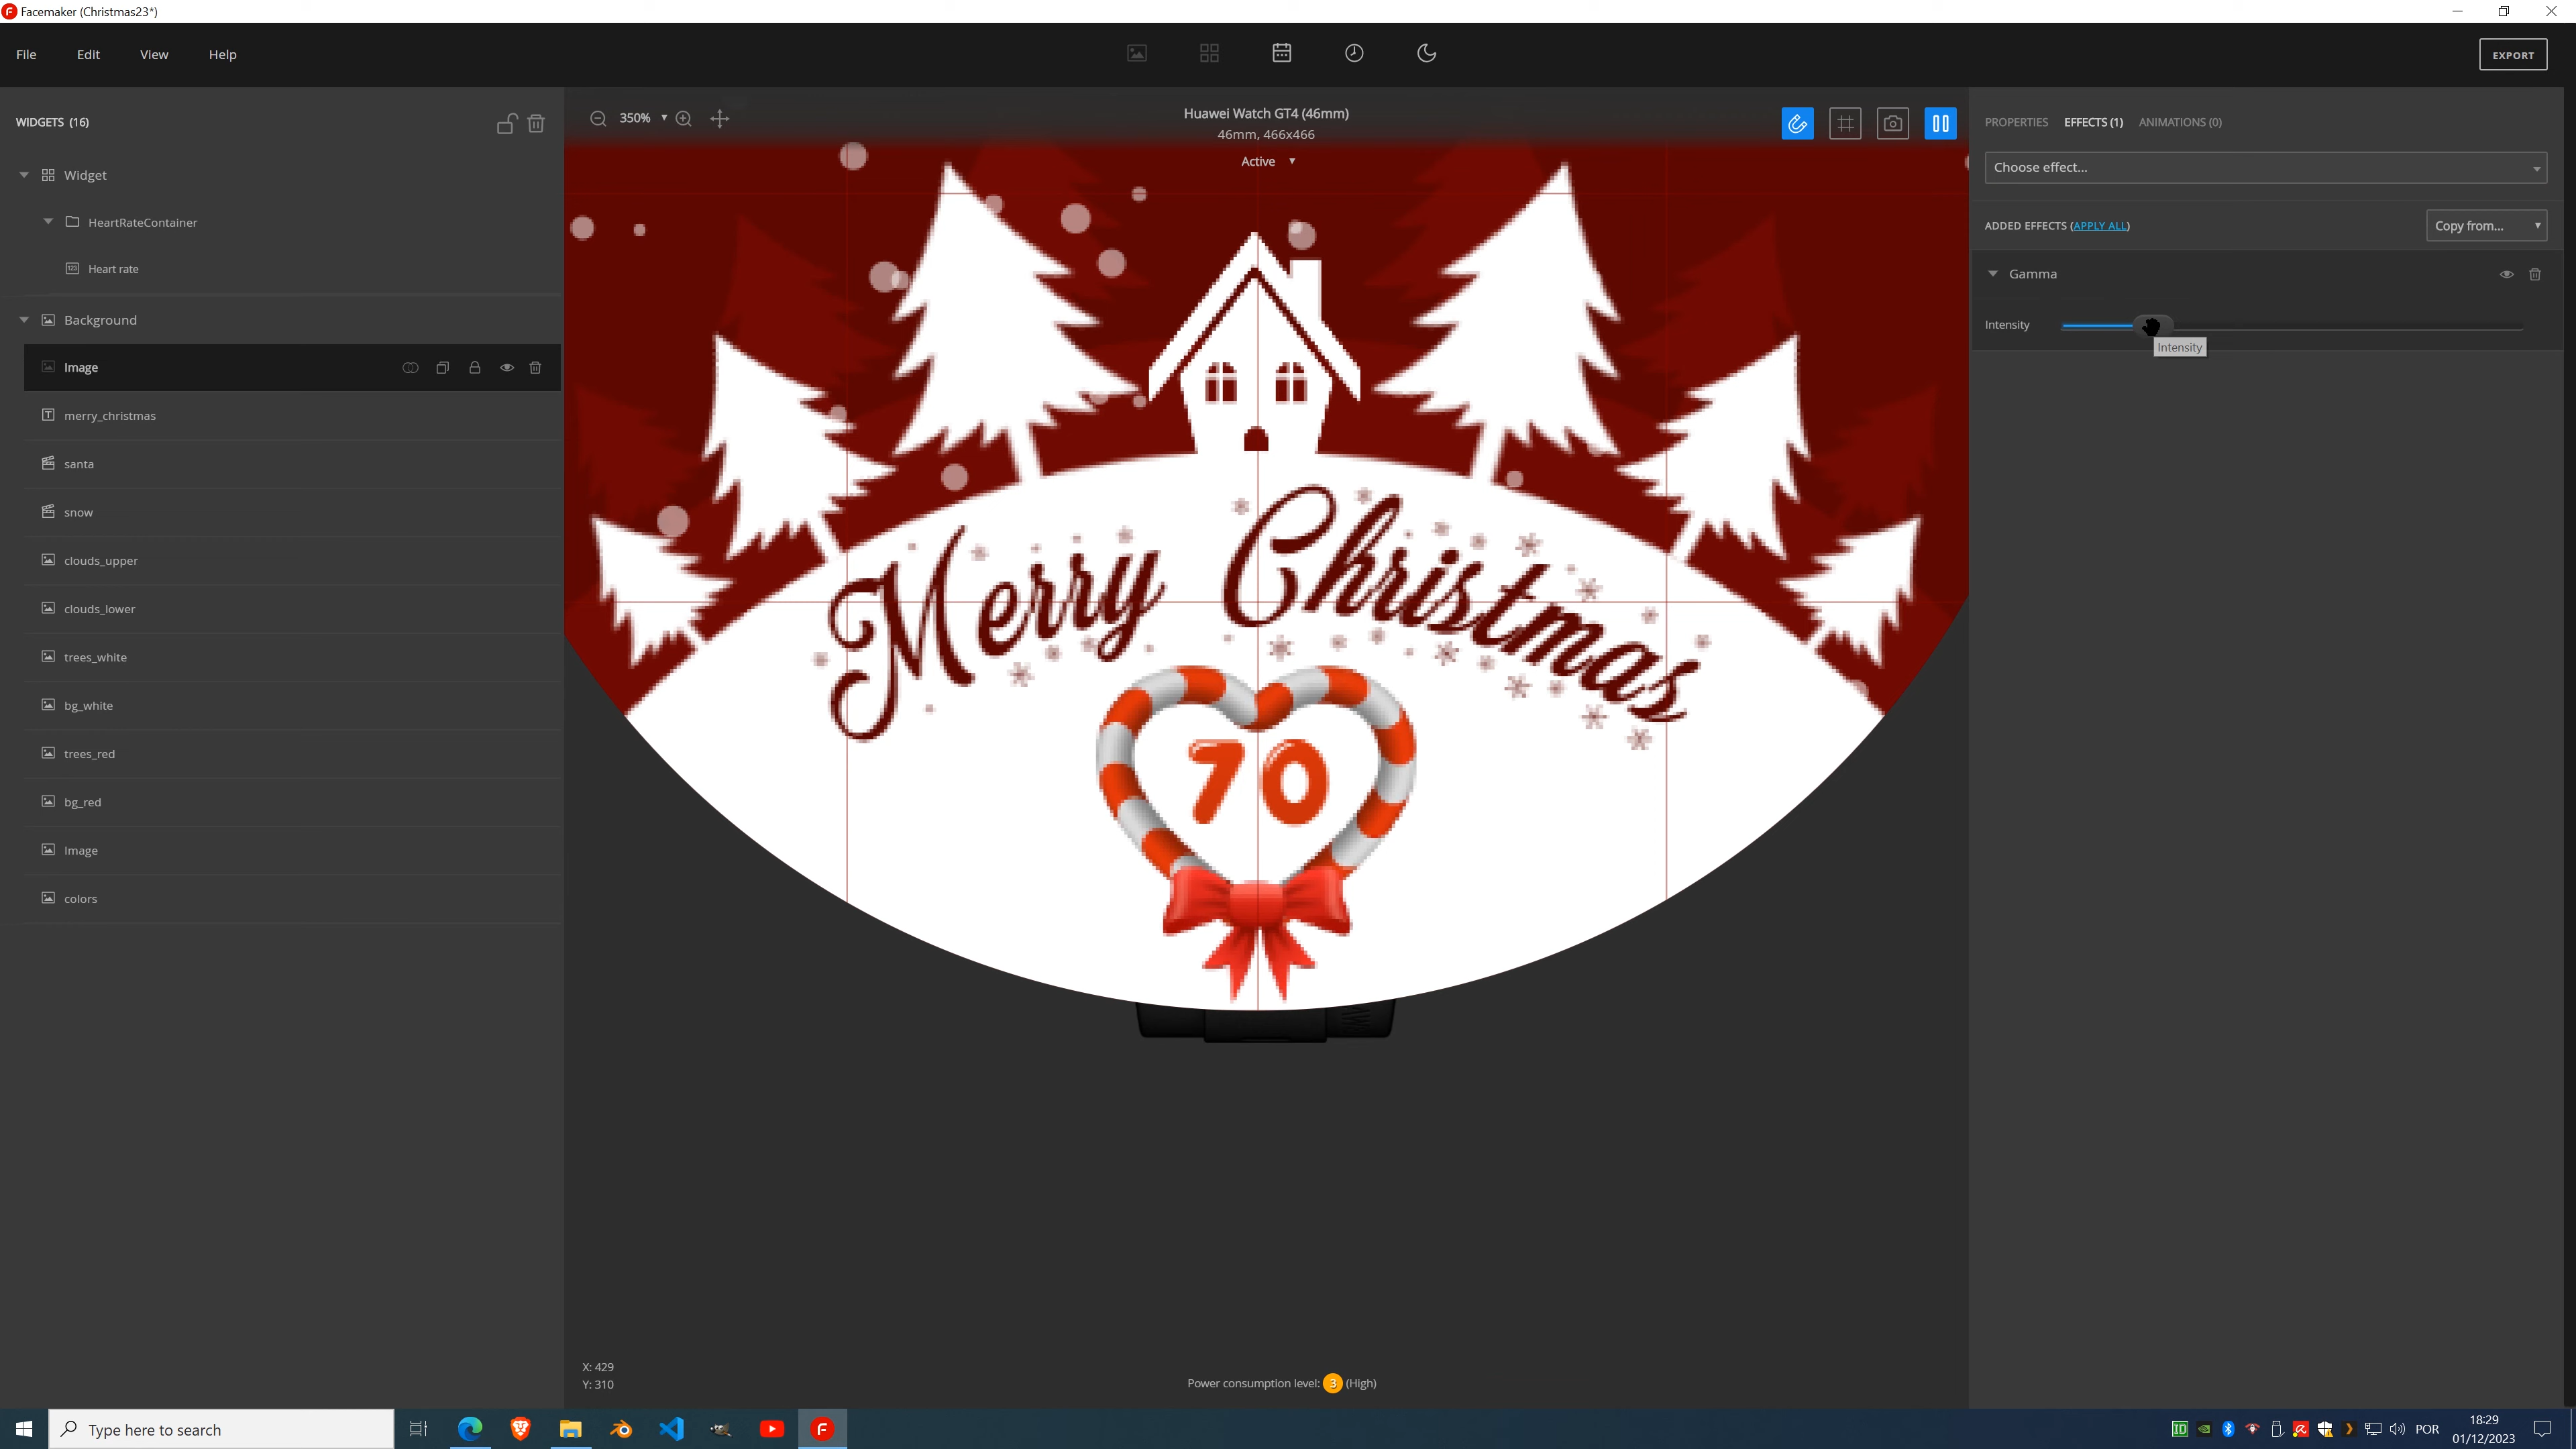 Facemaker (Christmas23*)
File Edit View Help
EXPORT
WIDGETS (16)
Widget
HeartRateContainer
123 Heart rate
Background
Image
merry_christmas
santa
snow
clouds_upper
clouds_lower
trees_white
bg_white
trees_red
bg_red
Image
colors
350%
Huawei Watch GT4 (46mm)
46mm, 466x466
Active
Merry Christmas
70
X: 429
Y: 310
Power consumption level: 3 (High)
PROPERTIES EFFECTS (1) ANIMATIONS (0)
Choose effect...
ADDED EFFECTS (APPLY ALL)
Copy from...
Gamma
Intensity
Intensity
Type here to search
POR
18:29
01/12/2023